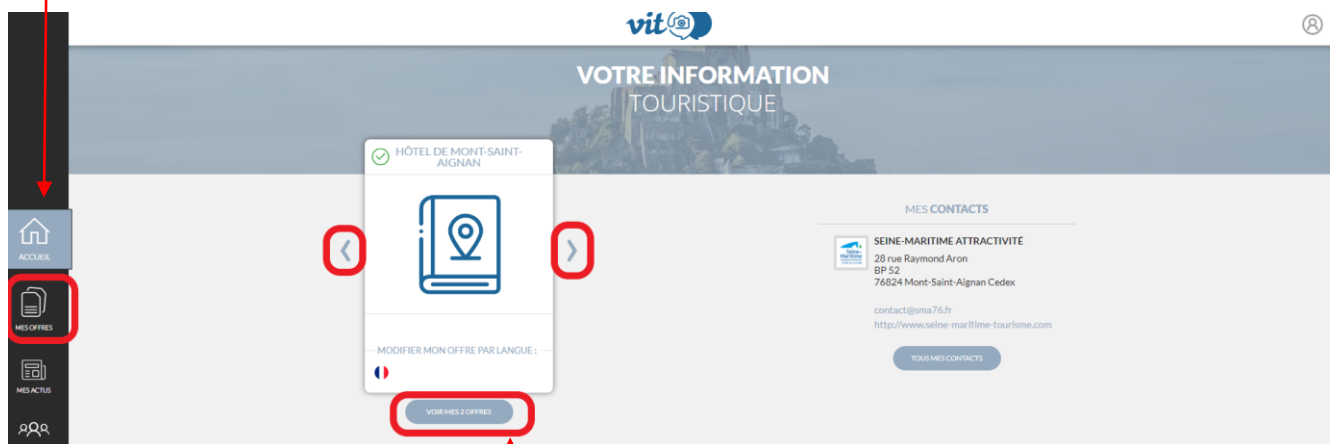 vit
VOTRE INFORMATION
TOURISTIQUE
HÔTEL DE MONT-SAINT-
AIGNAN
MODIFIER MON OFFRE PAR LANGUE :
VOIR MES 2 OFFRES
ACCUEIL
MES OFFRES
MES ACTUS
MES CONTACTS
SEINE-MARITIME ATTRACTIVITÉ
28 rue Raymond Aron
BP 52
76824 Mont-Saint-Aignan Cedex
contact@sma76.fr
http://www.seine-maritime-tourisme.com
TOUS MES CONTACTS